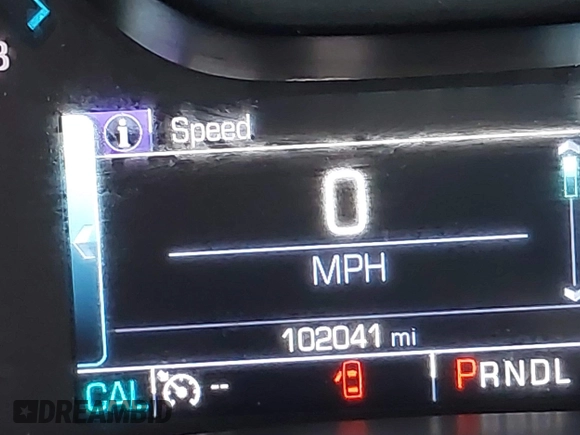 Speed
0
MPH
102041 mi
CAL -- PRNDL
DREAMBID